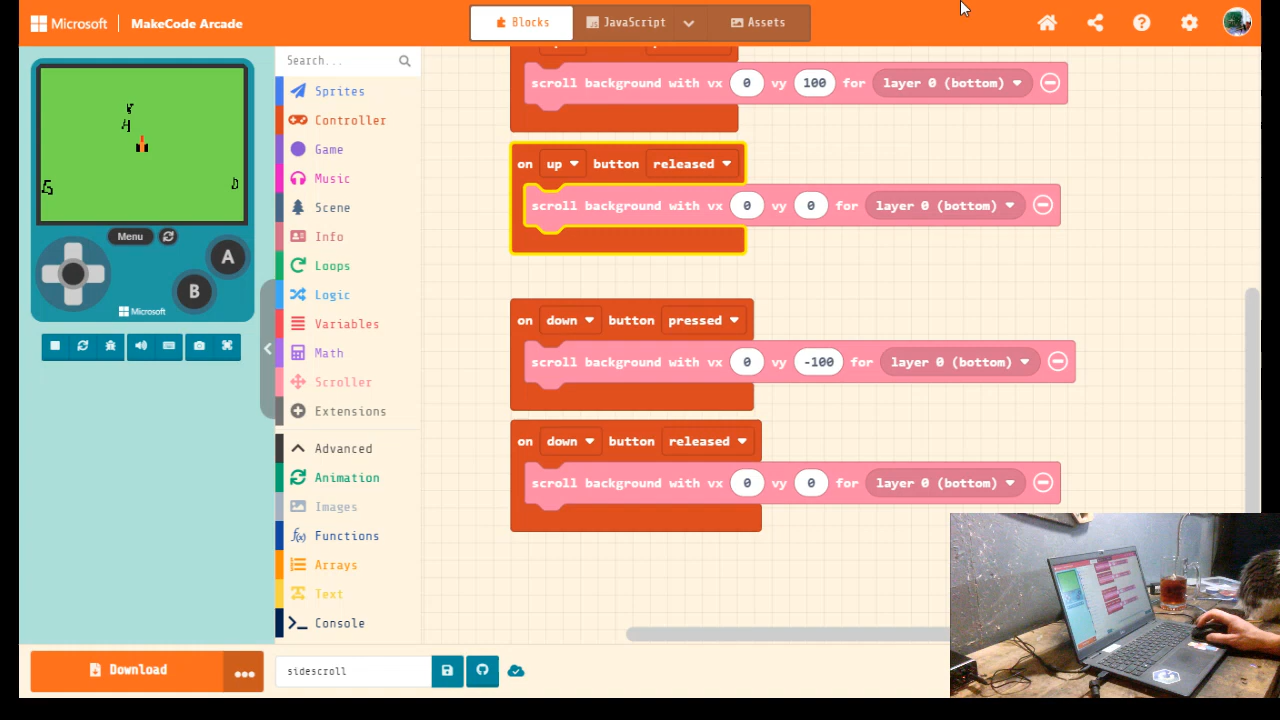 Microsoft
MakeCode Arcade
Blocks
JavaScript
Assets
Search...
Sprites
Controller
Game
Music
Scene
Info
Loops
Logic
Variables
Math
Scroller
Extensions
Advanced
Animation
Images
Functions
Arrays
Text
Console
Menu
A
B
Microsoft
scroll background with vx 0 vy 100 for layer 0 (bottom)
on up button released
scroll background with vx 0 vy 0 for layer 0 (bottom)
on down button pressed
scroll background with vx 0 vy -100 for layer 0 (bottom)
on down button released
scroll background with vx 0 vy 0 for layer 0 (bottom)
Download
sidescroll